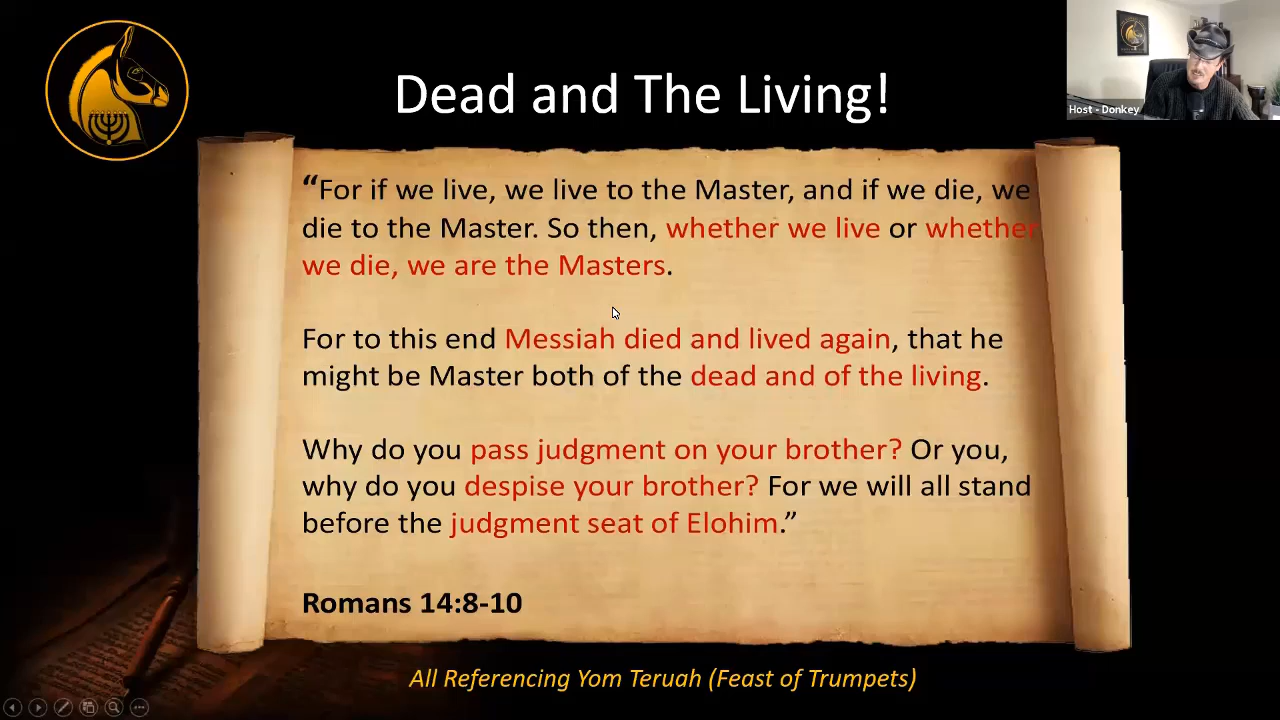 Dead and The Living!
Host - Donkey
“For if we live, we live to the Master, and if we die, we
die to the Master. So then, whether we live or whether
we die, we are the Masters.
For to this end Messiah died and lived again, that he
might be Master both of the dead and of the living.
Why do you pass judgment on your brother? Or you,
why do you despise your brother? For we will all stand
before the judgment seat of Elohim.”
Romans 14:8-10
All Referencing Yom Teruah (Feast of Trumpets)